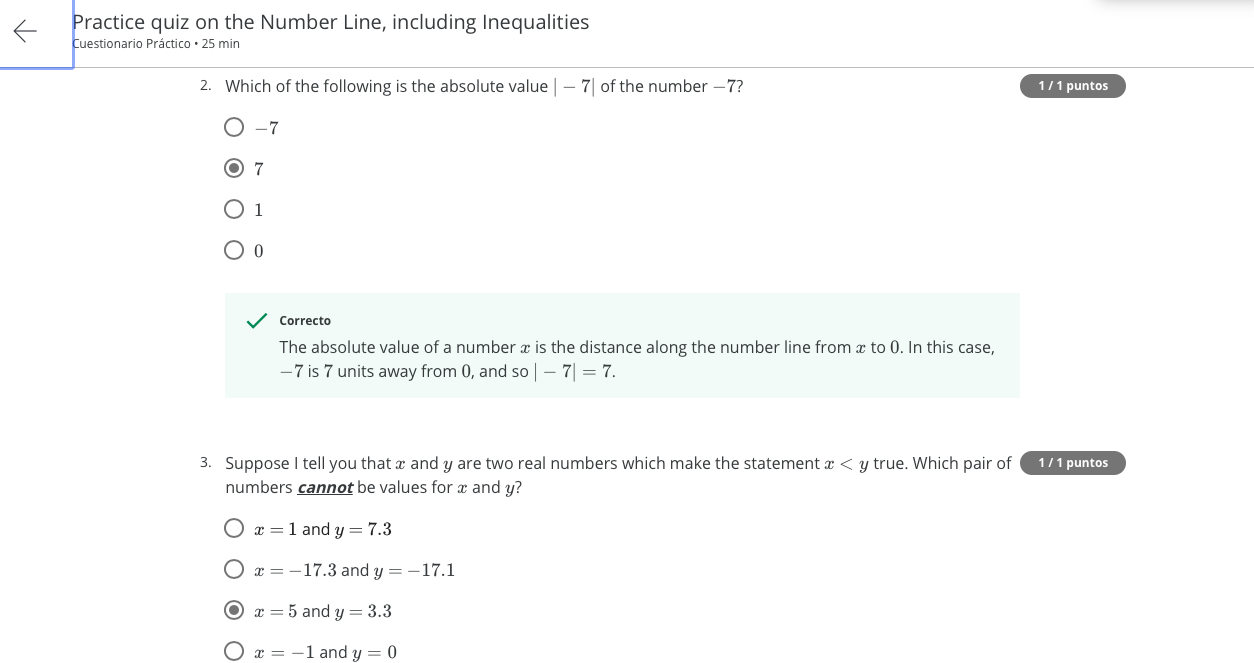 Practice quiz on the Number Line, including Inequalities
Cuestionario Práctico • 25 min
2. Which of the following is the absolute value | − 7| of the number −7?
1 / 1 puntos
−7
7
1
0
Correcto
The absolute value of a number x is the distance along the number line from x to 0. In this case,
−7 is 7 units away from 0, and so | − 7| = 7.
3. Suppose I tell you that x and y are two real numbers which make the statement x < y true. Which pair of
1 / 1 puntos
numbers cannot be values for x and y?
x = 1 and y = 7.3
x = −17.3 and y = −17.1
x = 5 and y = 3.3
x = −1 and y = 0